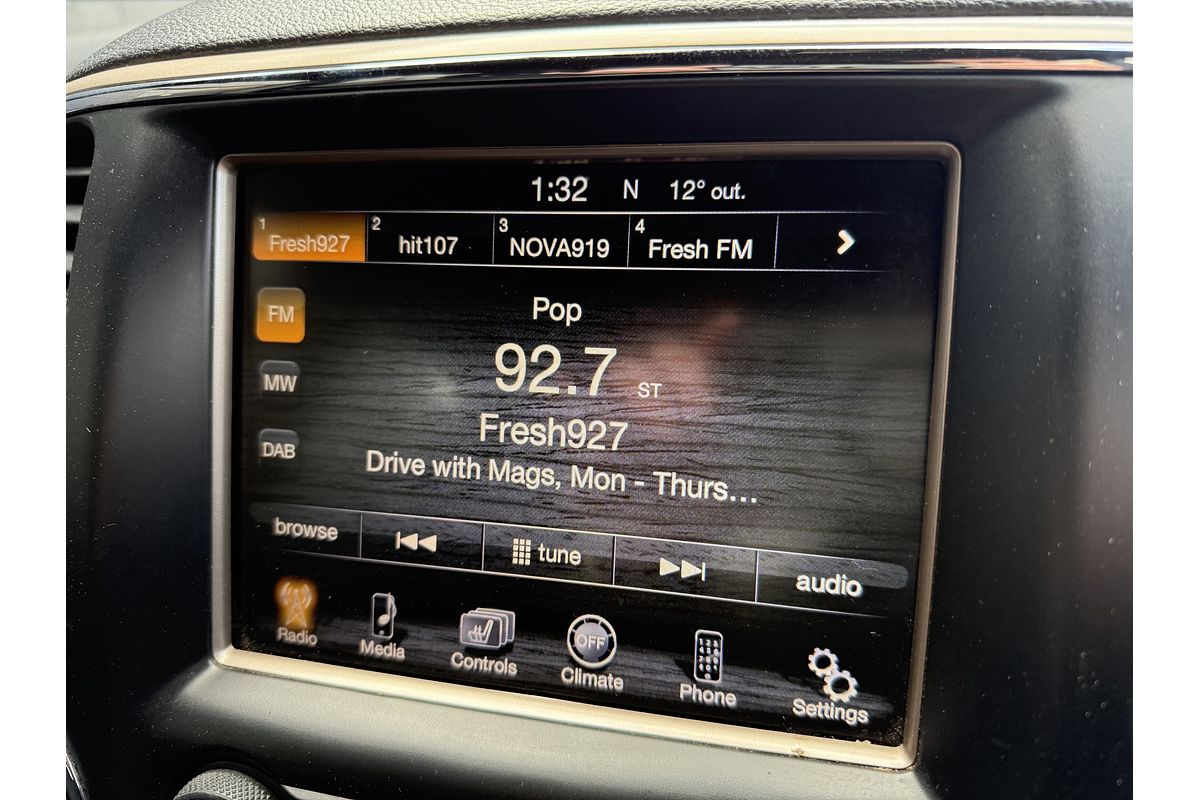 1:32 N 12° out.
1 Fresh927 2 hit107 3 NOVA919 4 Fresh FM
FM
Pop
92.7 ST
MW
Fresh927
DAB
Drive with Mags, Mon - Thurs...
browse tune audio
Radio Media Controls OFF Climate Phone Settings